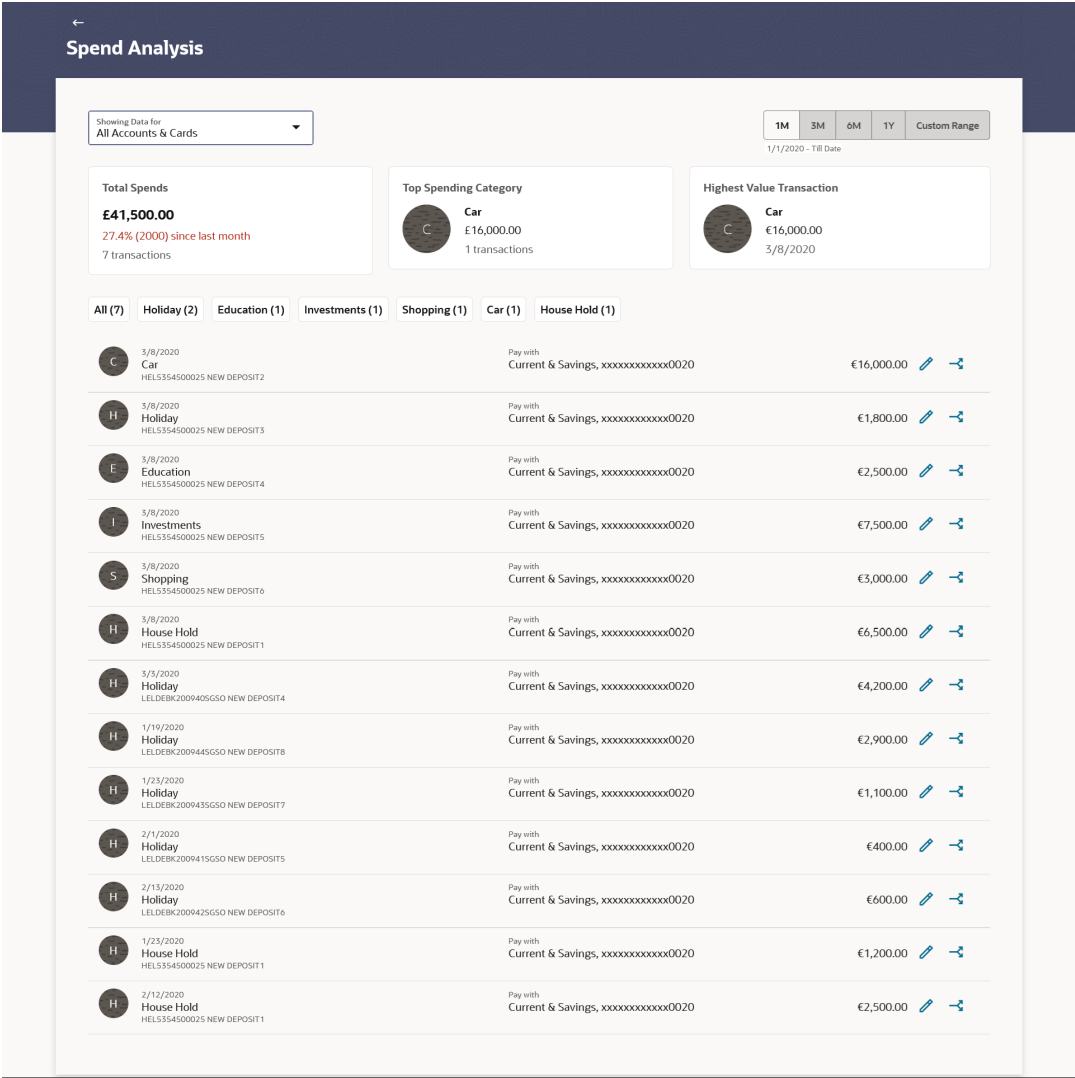 ←
Spend Analysis
Showing Data for
All Accounts & Cards
1M 3M 6M 1Y Custom Range
1/1/2020 - Till Date
Total Spends
£41,500.00
27.4% (2000) since last month
7 transactions
Top Spending Category
C
Car
£16,000.00
1 transactions
Highest Value Transaction
C
Car
€16,000.00
3/8/2020
All (7) Holiday (2) Education (1) Investments (1) Shopping (1) Car (1) House Hold (1)
C
3/8/2020 Pay with
Car Current & Savings, xxxxxxxxxxxx0020 €16,000.00
HEL5354500025 NEW DEPOSIT2
H
3/8/2020 Pay with
Holiday Current & Savings, xxxxxxxxxxxx0020 €1,800.00
HEL5354500025 NEW DEPOSIT3
E
3/8/2020 Pay with
Education Current & Savings, xxxxxxxxxxxx0020 €2,500.00
HEL5354500025 NEW DEPOSIT4
I
3/8/2020 Pay with
Investments Current & Savings, xxxxxxxxxxxx0020 €7,500.00
HEL5354500025 NEW DEPOSIT5
S
3/8/2020 Pay with
Shopping Current & Savings, xxxxxxxxxxxx0020 €3,000.00
HEL5354500025 NEW DEPOSIT6
H
3/8/2020 Pay with
House Hold Current & Savings, xxxxxxxxxxxx0020 €6,500.00
HEL5354500025 NEW DEPOSIT1
H
3/3/2020 Pay with
Holiday Current & Savings, xxxxxxxxxxxx0020 €4,200.00
LELDEBK200940SGSO NEW DEPOSIT4
H
1/19/2020 Pay with
Holiday Current & Savings, xxxxxxxxxxxx0020 €2,900.00
LELDEBK200944SGSO NEW DEPOSIT8
H
1/23/2020 Pay with
Holiday Current & Savings, xxxxxxxxxxxx0020 €1,100.00
LELDEBK200943SGSO NEW DEPOSIT7
H
2/1/2020 Pay with
Holiday Current & Savings, xxxxxxxxxxxx0020 €400.00
LELDEBK200941SGSO NEW DEPOSIT5
H
2/13/2020 Pay with
Holiday Current & Savings, xxxxxxxxxxxx0020 €600.00
LELDEBK200942SGSO NEW DEPOSIT6
H
1/23/2020 Pay with
House Hold Current & Savings, xxxxxxxxxxxx0020 €1,200.00
HEL5354500025 NEW DEPOSIT1
H
2/12/2020 Pay with
House Hold Current & Savings, xxxxxxxxxxxx0020 €2,500.00
HEL5354500025 NEW DEPOSIT1